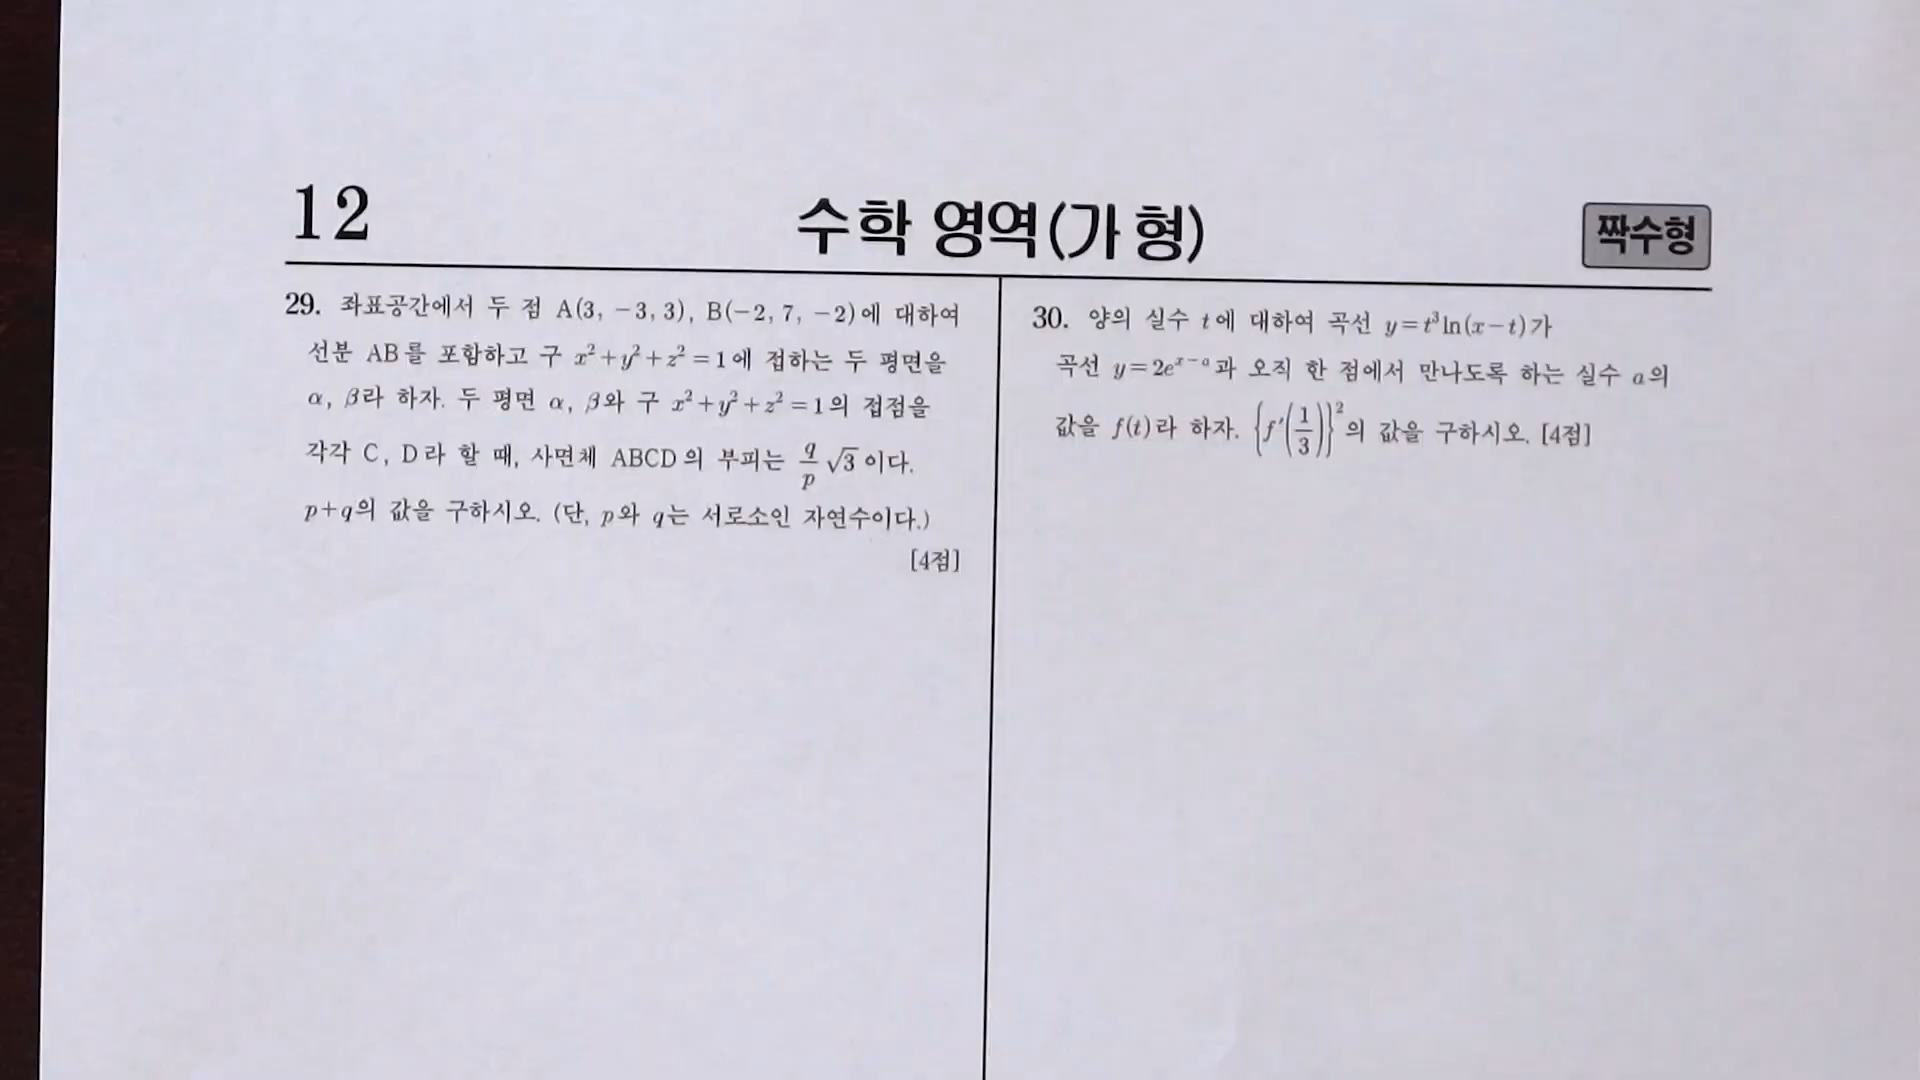 12
수학 영역(가 형)
짝수형
29. 좌표공간에서 두 점 A(3, −3, 3), B(−2, 7, −2)에 대하여
선분 AB를 포함하고 구 x²+y²+z²=1에 접하는 두 평면을
α, β라 하자. 두 평면 α, β와 구 x²+y²+z²=1의 접점을
각각 C, D라 할 때, 사면체 ABCD의 부피는 q/p √3 이다.
p+q의 값을 구하시오. (단, p와 q는 서로소인 자연수이다.)
[4점]
30. 양의 실수 t에 대하여 곡선 y=t³ln(x−t)가
곡선 y=2eˣ⁻ᵃ과 오직 한 점에서 만나도록 하는 실수 a의
값을 f(t)라 하자. {f′(1/3)}²의 값을 구하시오. [4점]